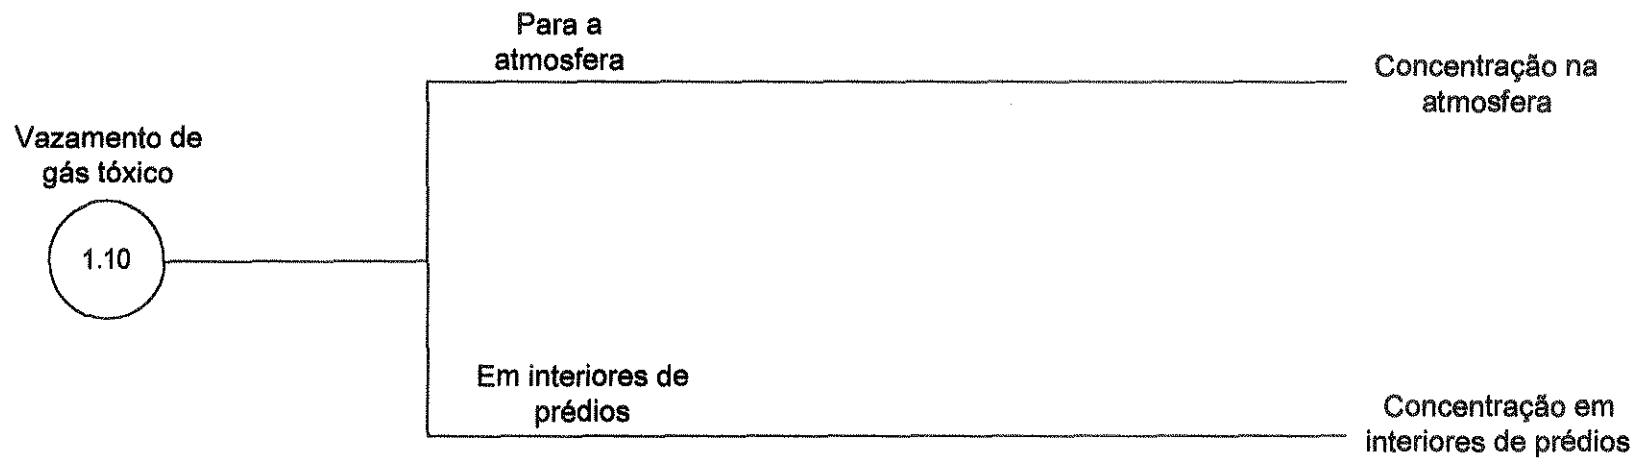 Para a
atmosfera
Concentração na
atmosfera
Vazamento de
gás tóxico
1.10
Em interiores de
prédios
Concentração em
interiores de prédios